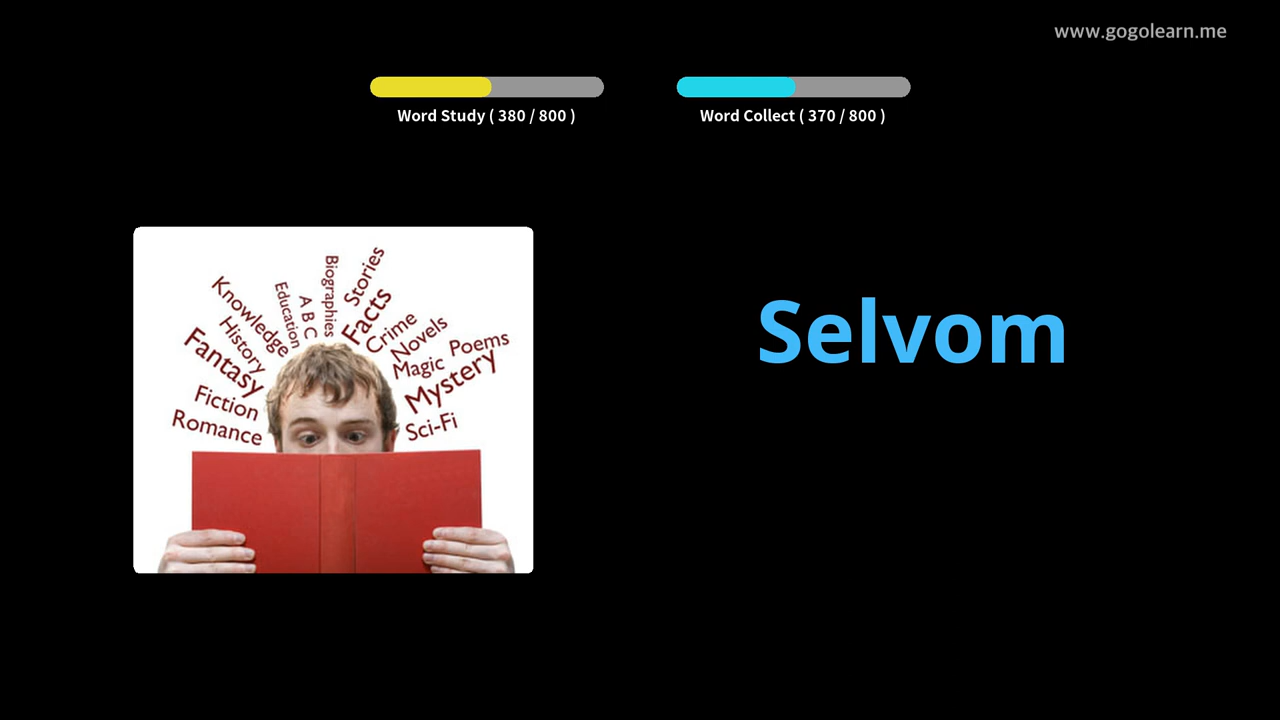 www.gogolearn.me
Word Study ( 380 / 800 )
Word Collect ( 370 / 800 )
Selvom
Biographies
Stories
Education
A B C
Facts
Knowledge
Crime
History
Novels
Fantasy
Magic
Poems
Mystery
Fiction
Romance
Sci-Fi